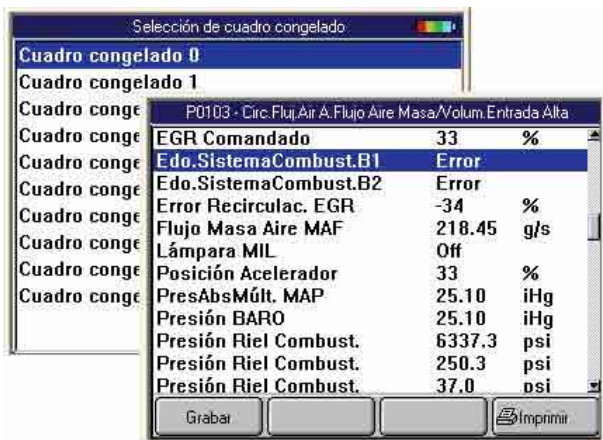 Selección de cuadro congelado
Cuadro congelado 0
Cuadro congelado 1
Cuadro conge
Cuadro conge
Cuadro conge
Cuadro conge
Cuadro conge
Cuadro conge
Cuadro conge
Cuadro conge
P0103 - Circ.Fluj.Air A.Flujo Aire Masa/Volum.Entrada Alta
EGR Comandado 33 %
Edo.SistemaCombust.B1 Error
Edo.SistemaCombust.B2 Error
Error Recirculac. EGR -34 %
Flujo Masa Aire MAF 218.45 g/s
Lámpara MIL Off
Posición Acelerador 33 %
PresAbsMúlt. MAP 25.10 iHg
Presión BARO 25.10 iHg
Presión Riel Combust. 6337.3 psi
Presión Riel Combust. 250.3 psi
Presión Riel Combust. 37.0 psi
Grabar
Imprimir